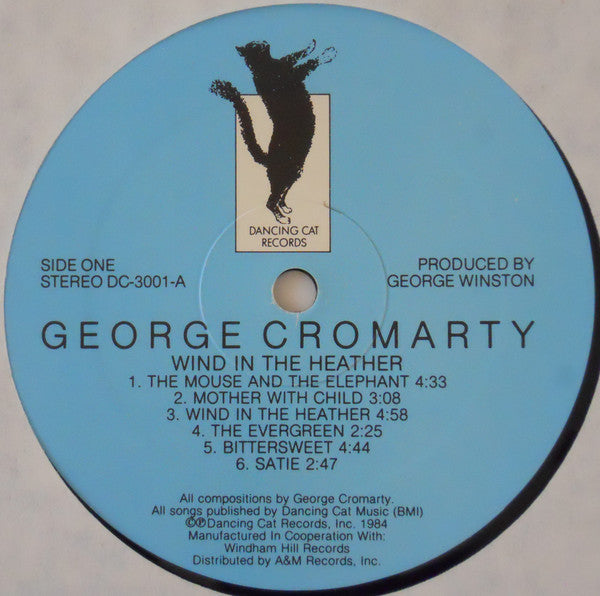 DANCING CAT
RECORDS
SIDE ONE
STEREO DC-3001-A
PRODUCED BY
GEORGE WINSTON
GEORGE CROMARTY
WIND IN THE HEATHER
1. THE MOUSE AND THE ELEPHANT 4:33
2. MOTHER WITH CHILD 3:08
3. WIND IN THE HEATHER 4:58
4. THE EVERGREEN 2:25
5. BITTERSWEET 4:44
6. SATIE 2:47
All compositions by George Cromarty.
All songs published by Dancing Cat Music (BMI)
©℗Dancing Cat Records, Inc. 1984
Manufactured In Cooperation With:
Windham Hill Records
Distributed by A&M Records, Inc.